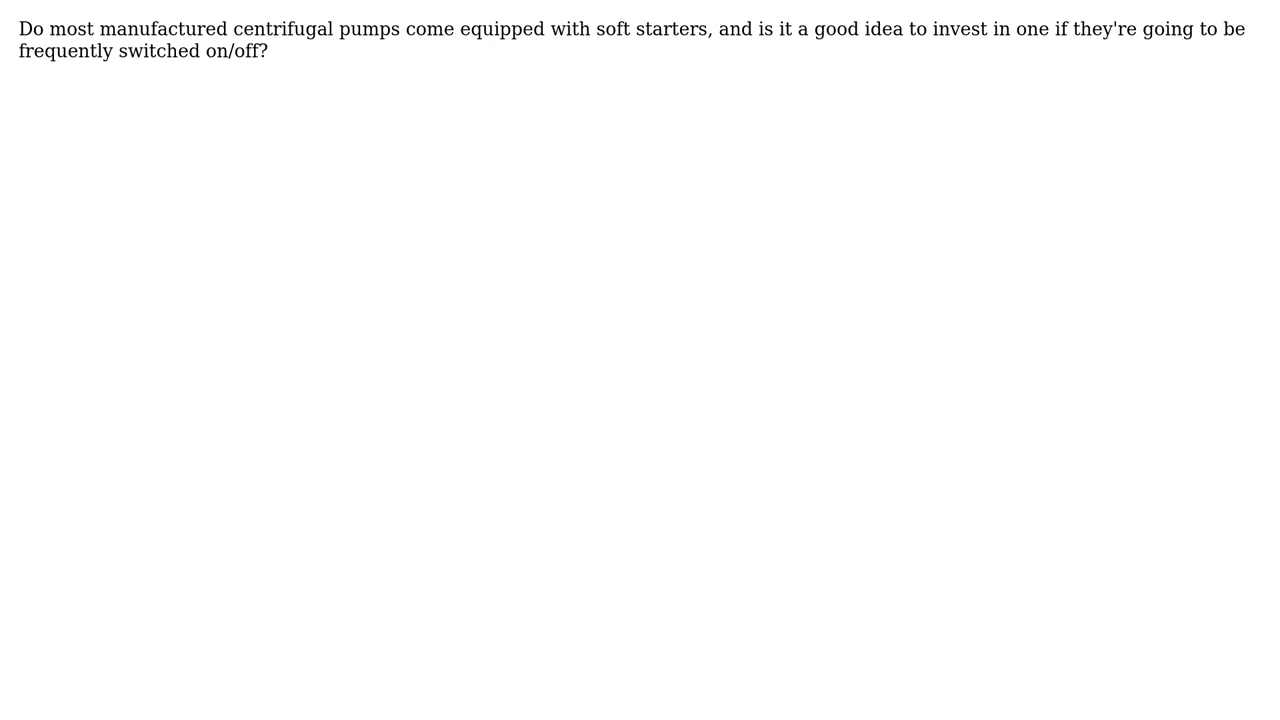 Do most manufactured centrifugal pumps come equipped with soft starters, and is it a good idea to invest in one if they're going to be
frequently switched on/off?